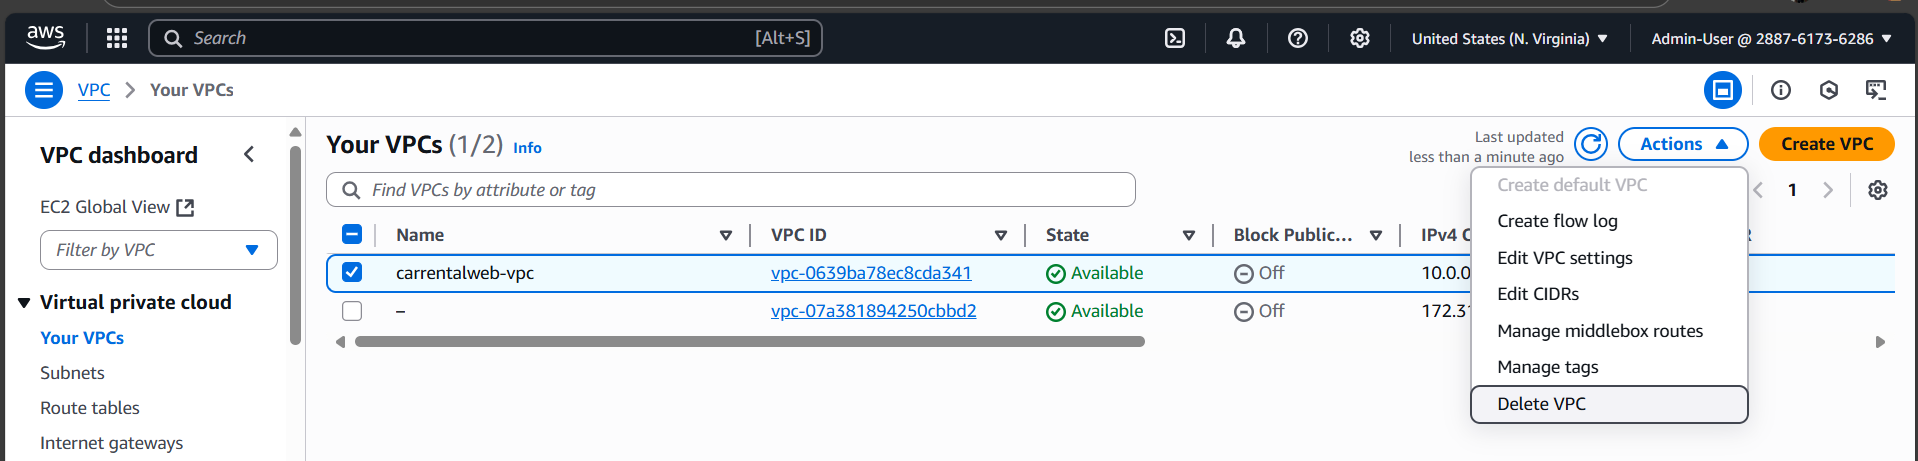 aws
Search [Alt+S]
United States (N. Virginia)
Admin-User @ 2887-6173-6286
VPC > Your VPCs
VPC dashboard
EC2 Global View
Filter by VPC
Virtual private cloud
Your VPCs
Subnets
Route tables
Internet gateways
Your VPCs (1/2) Info
Last updated
less than a minute ago
Actions
Create VPC
Find VPCs by attribute or tag
1
Name VPC ID State Block Public... IPv4 C
carrentalweb-vpc vpc-0639ba78ec8cda341 Available Off 10.0.0
– vpc-07a381894250cbbd2 Available Off 172.31
Create default VPC
Create flow log
Edit VPC settings
Edit CIDRs
Manage middlebox routes
Manage tags
Delete VPC